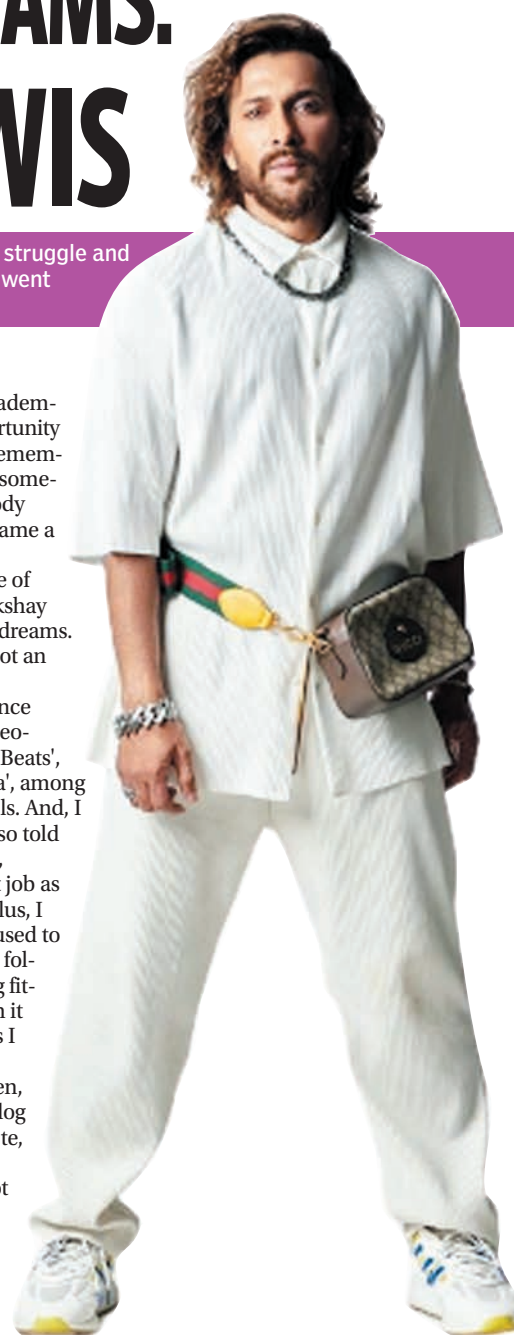 AMS.
WIS
struggle and
went
adem-
rtunity
emem-
some-
ody
ame a
e of
kshay
dreams.
ot an
nce
eo-
Beats',
a', among
ls. And, I
so told
,
t job as
lus, I
used to
fol-
g fit-
n it
s I
en,
log
te,
ot